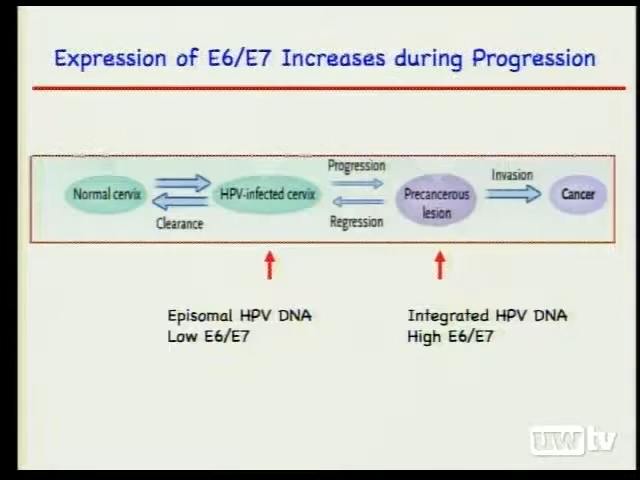 Expression of E6/E7 Increases during Progression
Progression
Invasion
Normal cervix
HPV-infected cervix
Precancerous
lesion
Cancer
Clearance
Regression
Episomal HPV DNA
Low E6/E7
Integrated HPV DNA
High E6/E7
uwtv